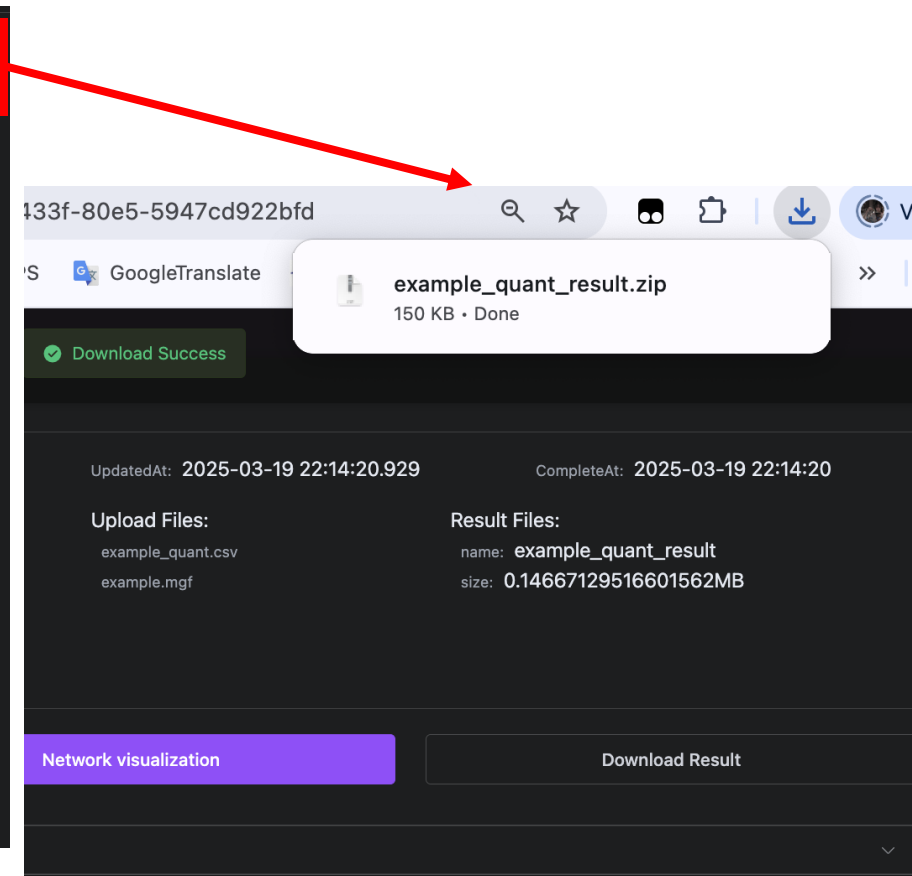 433f-80e5-5947cd922bfd
GoogleTranslate
example_quant_result.zip
150 KB • Done
Download Success
UpdatedAt: 2025-03-19 22:14:20.929 CompleteAt: 2025-03-19 22:14:20
Upload Files: Result Files:
example_quant.csv name: example_quant_result
example.mgf size: 0.14667129516601562MB
Network visualization Download Result